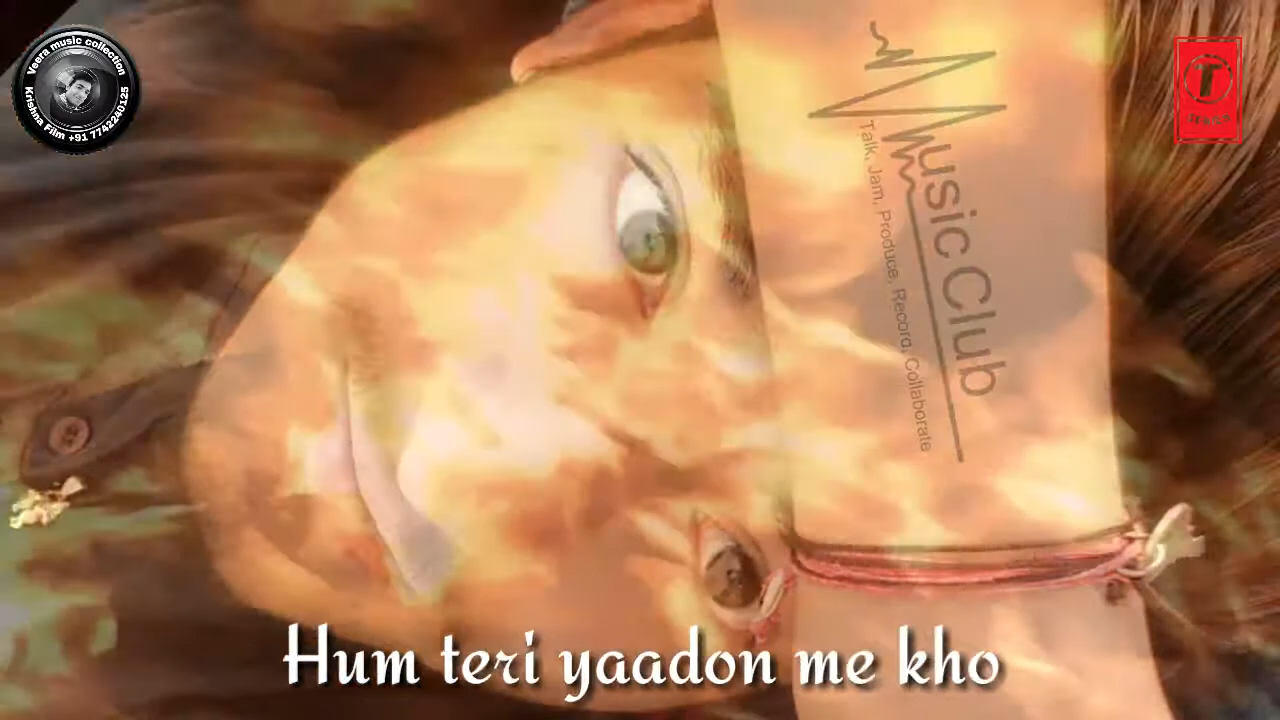 Veera music collection
Krishna Film +91 7742240125
T
Music Club
Talk, Jam, Produce, Record, Collaborate
Hum teri yaadon me kho